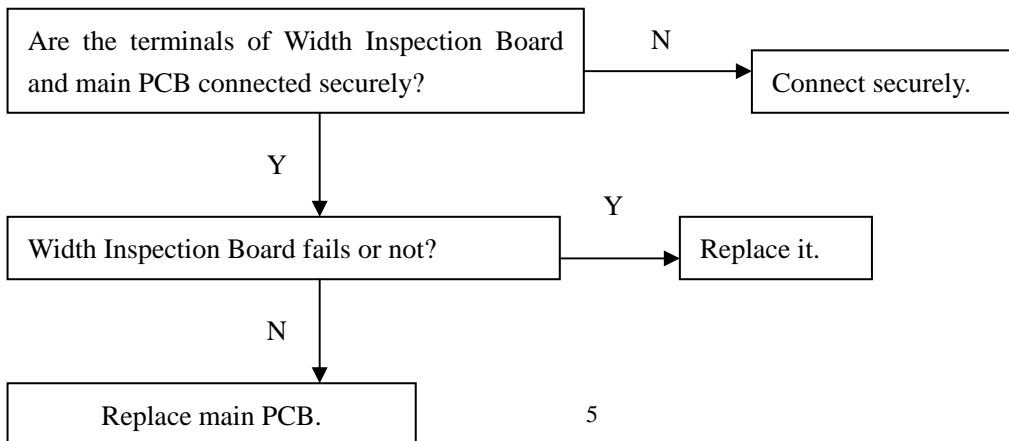 Are the terminals of Width Inspection Board
and main PCB connected securely?
N
Connect securely.
Y
Width Inspection Board fails or not?
Y
Replace it.
N
Replace main PCB.
5